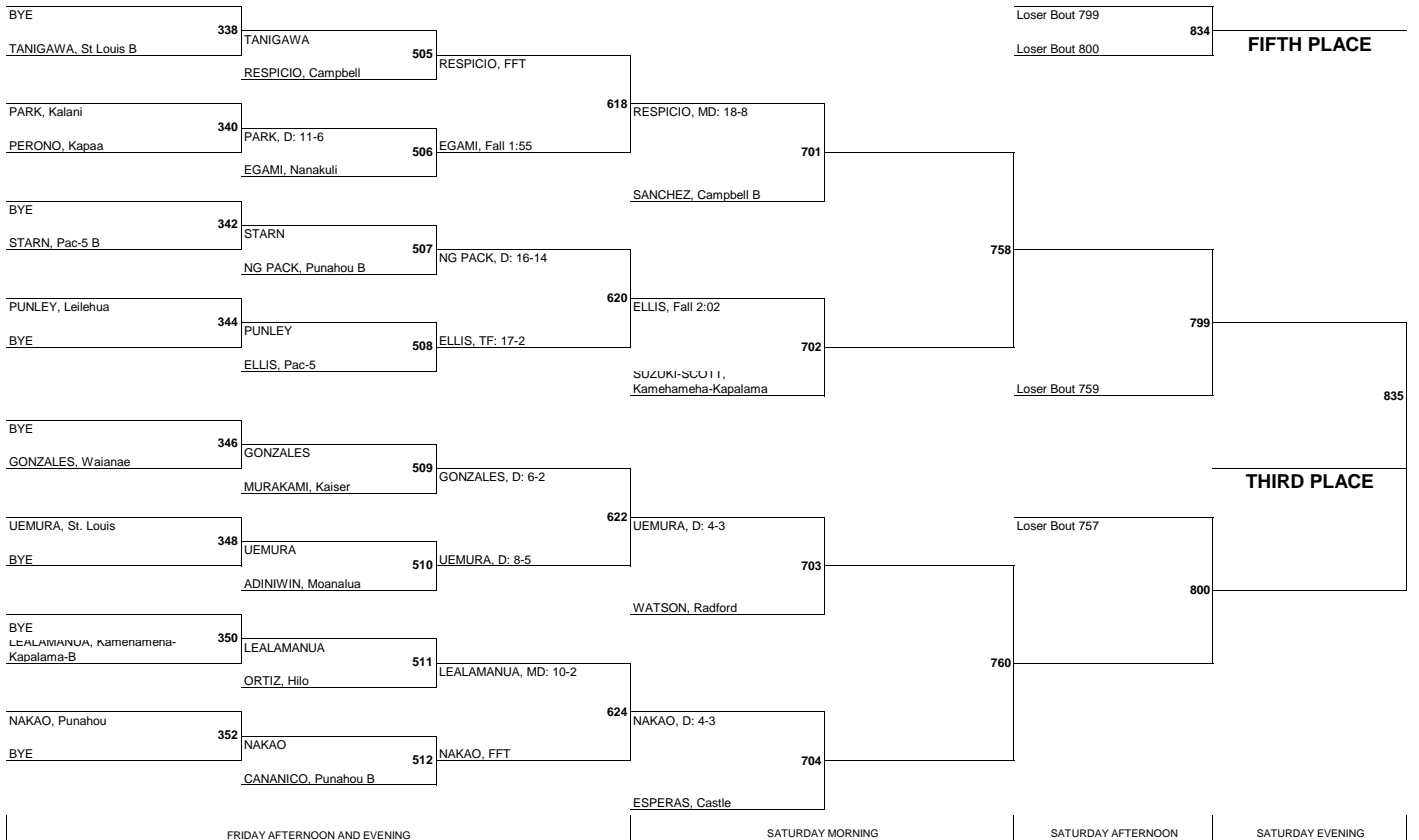 BYE
338
TANIGAWA, St Louis B
TANIGAWA
505
RESPICIO, Campbell
RESPICIO, FFT
PARK, Kalani
340
PERONO, Kapaa
PARK, D: 11-6
506
EGAMI, Nanakuli
EGAMI, Fall 1:55
618
RESPICIO, MD: 18-8
701
SANCHEZ, Campbell B
BYE
342
STARN, Pac-5 B
STARN
507
NG PACK, Punahou B
NG PACK, D: 16-14
PUNLEY, Leilehua
344
BYE
PUNLEY
508
ELLIS, Pac-5
ELLIS, TF: 17-2
620
ELLIS, Fall 2:02
702
SUZUKI-SCOTT,
Kamehameha-Kapalama
758
BYE
346
GONZALES, Waianae
GONZALES
509
MURAKAMI, Kaiser
GONZALES, D: 6-2
UEMURA, St. Louis
348
BYE
UEMURA
510
ADINIWIN, Moanalua
UEMURA, D: 8-5
622
UEMURA, D: 4-3
703
WATSON, Radford
BYE
350
LEALAMANUA, Kamehameha-
Kapalama-B
LEALAMANUA
511
ORTIZ, Hilo
LEALAMANUA, MD: 10-2
NAKAO, Punahou
352
BYE
NAKAO
512
CANANICO, Punahou B
NAKAO, FFT
624
NAKAO, D: 4-3
704
ESPERAS, Castle
760
Loser Bout 799
834
Loser Bout 800
FIFTH PLACE
799
Loser Bout 759
835
THIRD PLACE
Loser Bout 757
800
FRIDAY AFTERNOON AND EVENING
SATURDAY MORNING
SATURDAY AFTERNOON
SATURDAY EVENING